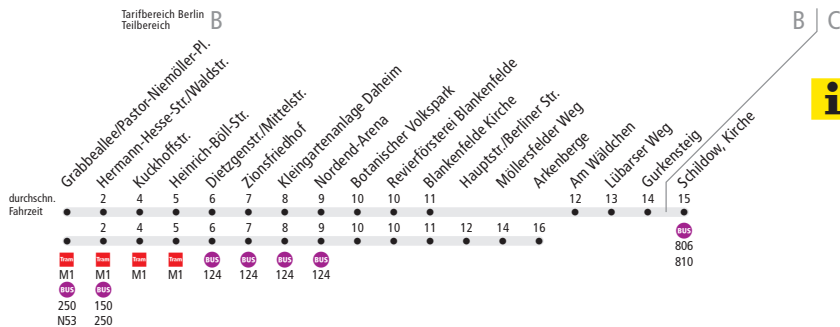 Tarifbereich Berlin
Teilbereich B
B C
Grabbeallee/Pastor-Niemöller-Pl.
Hermann-Hesse-Str./Waldstr.
Kuckhoffstr.
Heinrich-Böll-Str.
Dietzgenstr./Mittelstr.
Zionsfriedhof
Kleingartenanlage Daheim
Nordend-Arena
Botanischer Volkspark
Revierförsterei Blankenfelde
Blankenfelde Kirche
Hauptstr./Berliner Str.
Möllersfelder Weg
Arkenberge
Am Wäldchen
Lübarser Weg
Gurkensteig
Schildow, Kirche
i
durchschn.
Fahrzeit
2 4 5 6 7 8 9 10 10 11 12 13 14 15
2 4 5 6 7 8 9 10 10 11 12 14 16
Tram Tram Tram Tram BUS BUS BUS BUS BUS
M1 M1 M1 M1 124 124 124 124 806
BUS BUS 810
250 150
N53 250